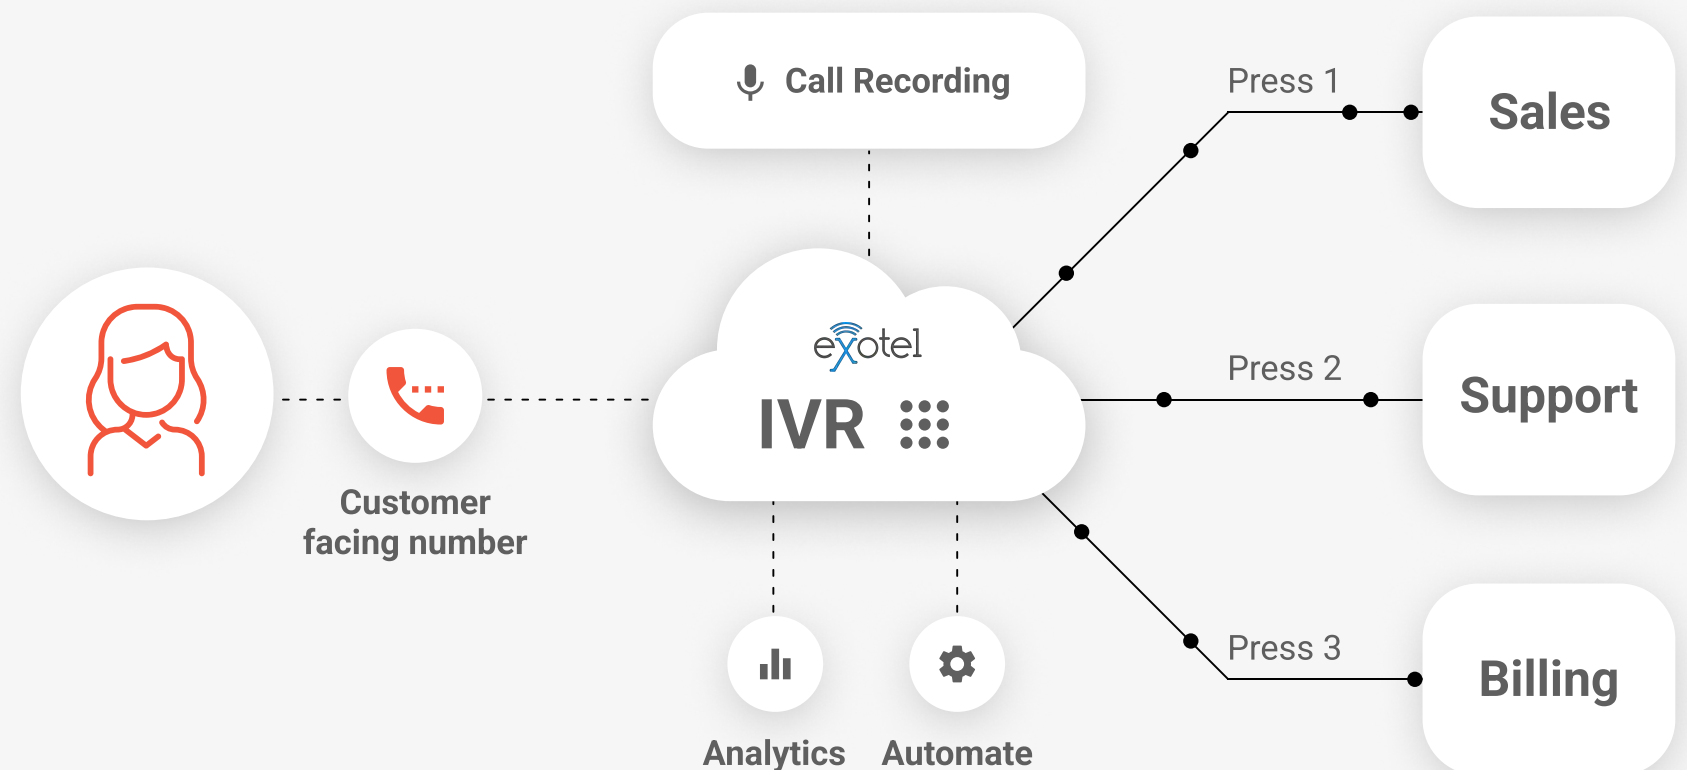 Call Recording
Press 1
Sales
exotel
IVR
Press 2
Support
Customer
facing number
Press 3
Billing
Analytics
Automate